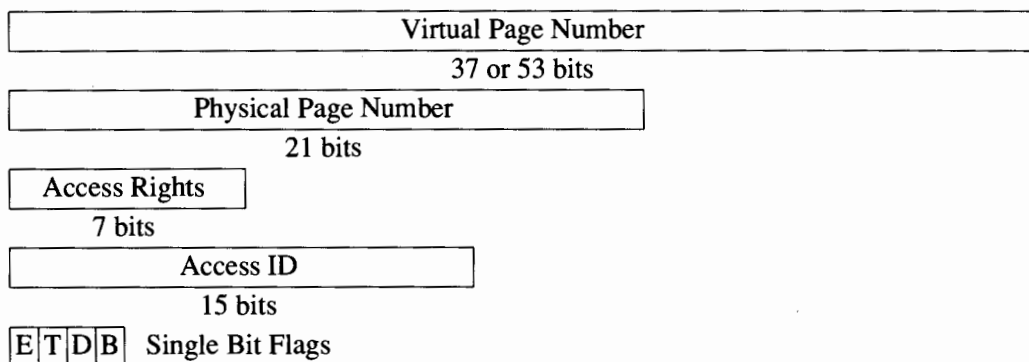 Virtual Page Number
37 or 53 bits
Physical Page Number
21 bits
Access Rights
7 bits
Access ID
15 bits
E T D B Single Bit Flags